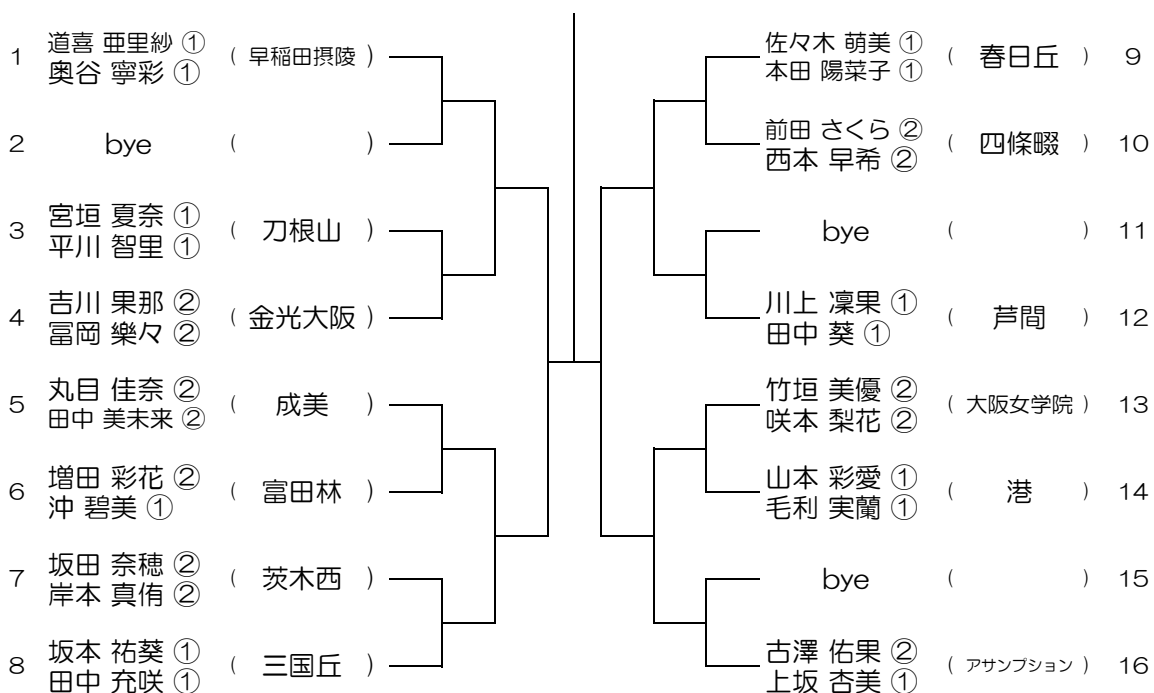 1 道喜 亜里紗 ① ( 早稲田摂陵 )
奥谷 寧彩 ①
2 bye ( )
3 宮垣 夏奈 ① ( 刀根山 )
平川 智里 ①
4 吉川 果那 ② ( 金光大阪 )
冨岡 樂々 ②
5 丸目 佳奈 ② ( 成美 )
田中 美未来 ②
6 増田 彩花 ② ( 富田林 )
沖 碧美 ①
7 坂田 奈穂 ② ( 茨木西 )
岸本 真侑 ②
8 坂本 祐葵 ① ( 三国丘 )
田中 充咲 ①
佐々木 萌美 ① ( 春日丘 ) 9
本田 陽菜子 ①
前田 さくら ② ( 四條畷 ) 10
西本 早希 ②
bye ( ) 11
川上 凜果 ① ( 芦間 ) 12
田中 葵 ①
竹垣 美優 ② ( 大阪女学院 ) 13
咲本 梨花 ②
山本 彩愛 ① ( 港 ) 14
毛利 実蘭 ①
bye ( ) 15
古澤 佑果 ② ( アサンプション ) 16
上坂 杏美 ①